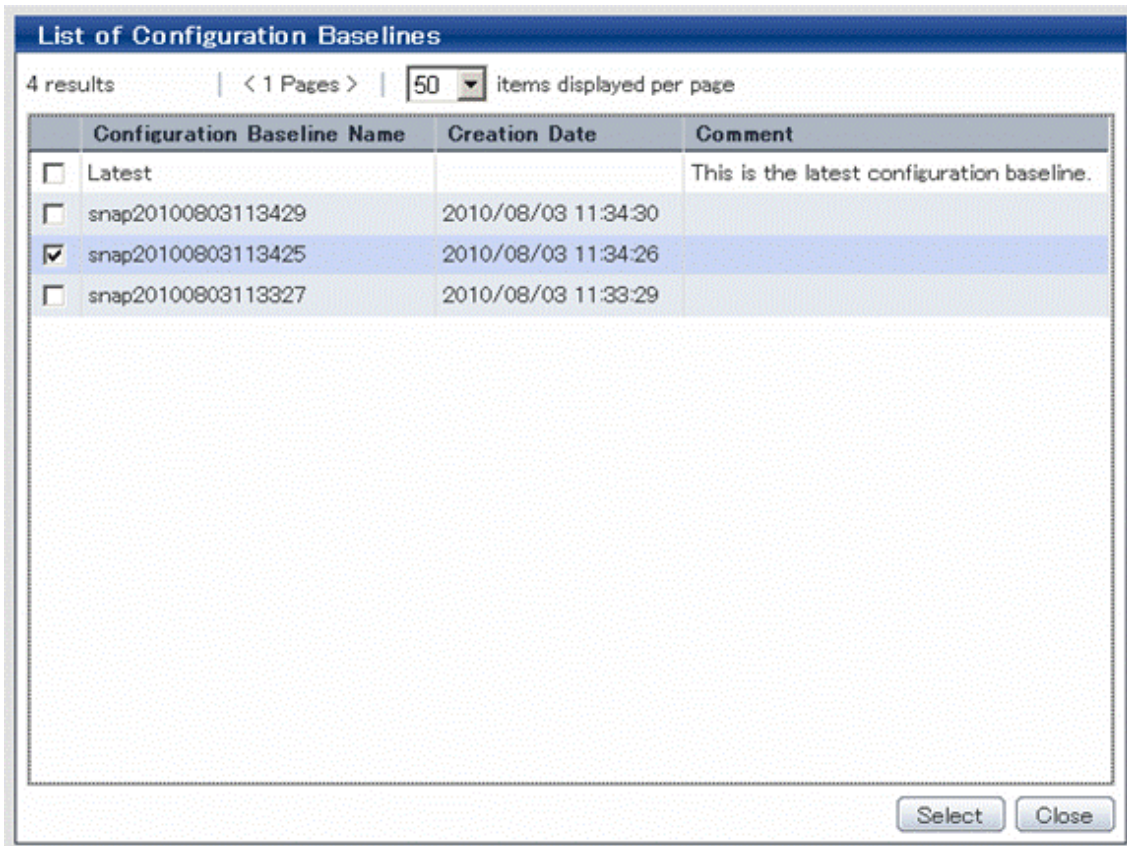 List of Configuration Baselines
4 results | < 1 Pages > | 50 items displayed per page
Configuration Baseline Name Creation Date Comment
Latest This is the latest configuration baseline.
snap20100803113429 2010/08/03 11:34:30
snap20100803113425 2010/08/03 11:34:26
snap20100803113327 2010/08/03 11:33:29
Select Close